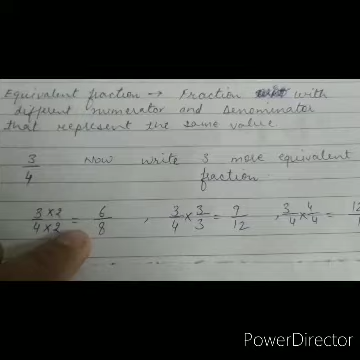 Equivalent fraction → Fraction with
different numerator and Denominator
that represent the same value
3/4 Now write 3 more equivalent
fraction
3×2/4×2 = 6/8 , 3/4 × 3/3 = 9/12 , 3/4 × 4/4 = 12
PowerDirector